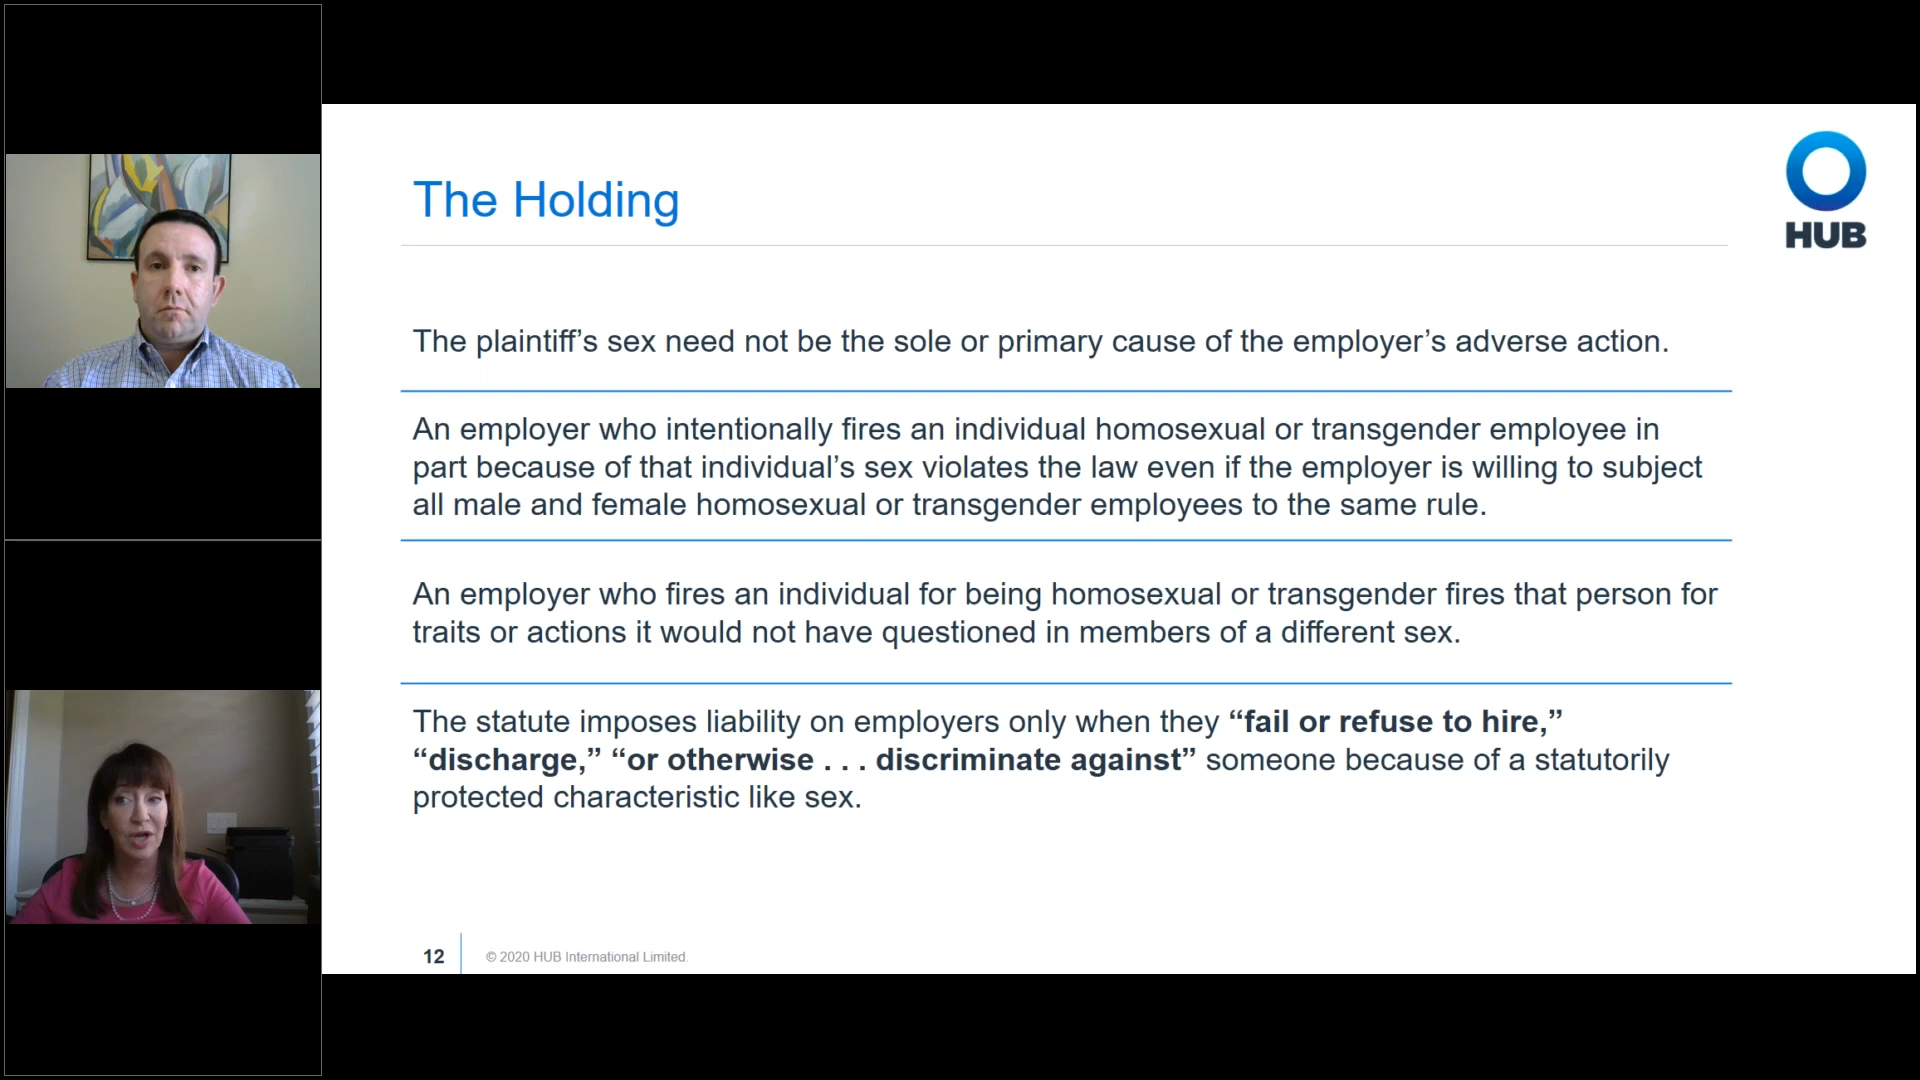 The Holding
HUB
The plaintiff’s sex need not be the sole or primary cause of the employer’s adverse action.
An employer who intentionally fires an individual homosexual or transgender employee in
part because of that individual’s sex violates the law even if the employer is willing to subject
all male and female homosexual or transgender employees to the same rule.
An employer who fires an individual for being homosexual or transgender fires that person for
traits or actions it would not have questioned in members of a different sex.
The statute imposes liability on employers only when they “fail or refuse to hire,”
“discharge,” “or otherwise . . . discriminate against” someone because of a statutorily
protected characteristic like sex.
12
© 2020 HUB International Limited.